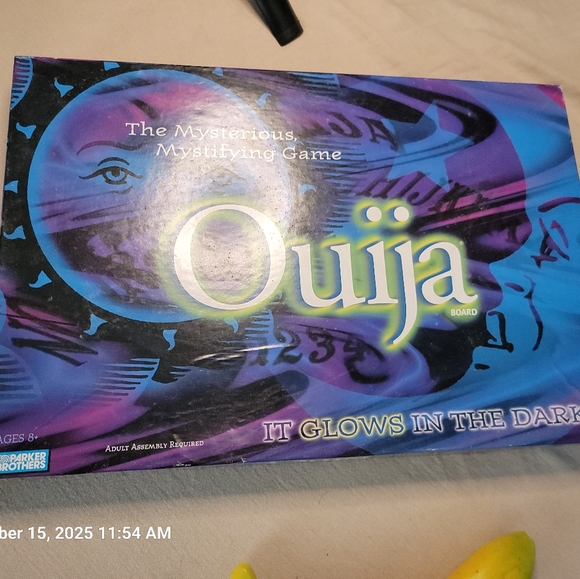 The Mysterious,
Mystifying Game
Ouija
BOARD
1234
IT GLOWS IN THE DARK
AGES 8+
ADULT ASSEMBLY REQUIRED
PARKER
BROTHERS
ber 15, 2025 11:54 AM